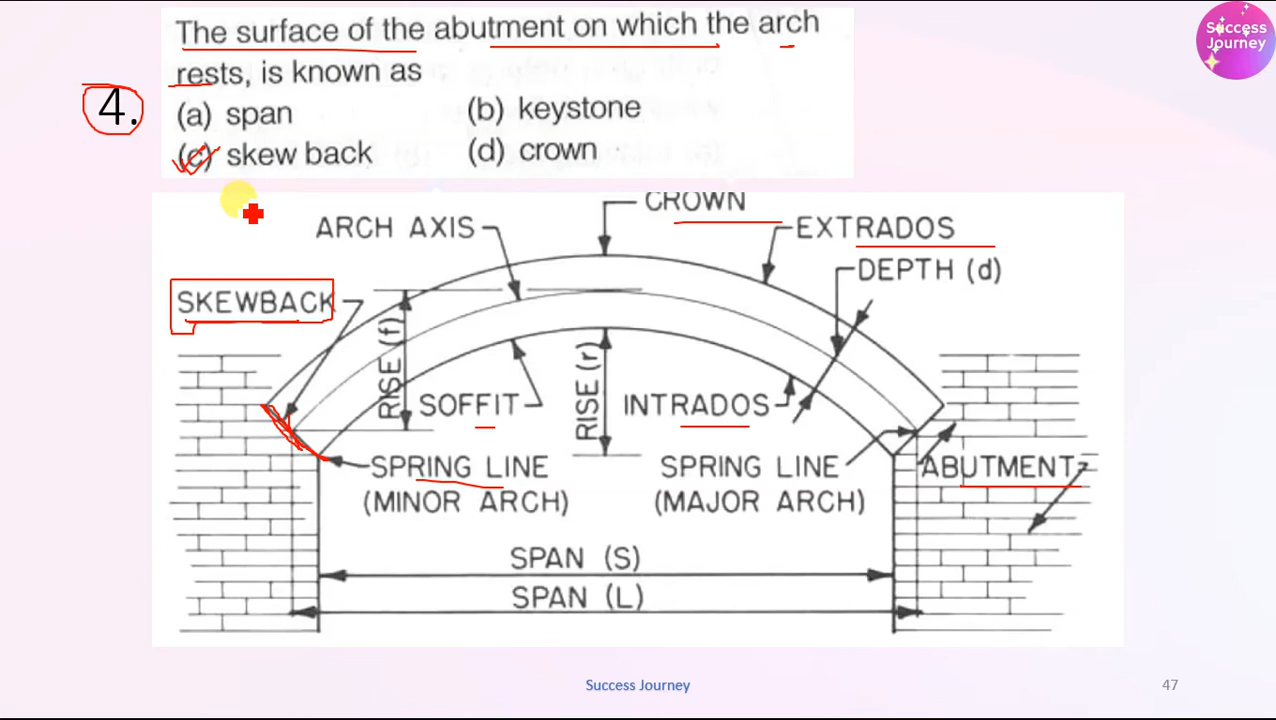 The surface of the abutment on which the arch
rests, is known as
4.
(a) span
(b) keystone
(c) skew back
(d) crown
Success
Journey
CROWN
ARCH AXIS
EXTRADOS
DEPTH (d)
SKEWBACK
RISE (f)
SOFFIT
RISE (r)
INTRADOS
SPRING LINE
(MINOR ARCH)
SPRING LINE
(MAJOR ARCH)
ABUTMENT
SPAN (S)
SPAN (L)
Success Journey
47